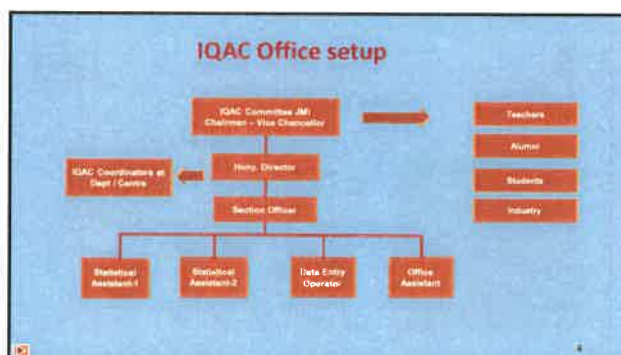 IQAC Office setup
IQAC Committee JMI
Chairman - Vice Chancellor
Teachers
Alumni
Students
Industry
IQAC Coordinators at
Dept / Centre
Hony. Director
Section Officer
Statistical
Assistant-1
Statistical
Assistant-2
Data Entry
Operator
Office
Assistant